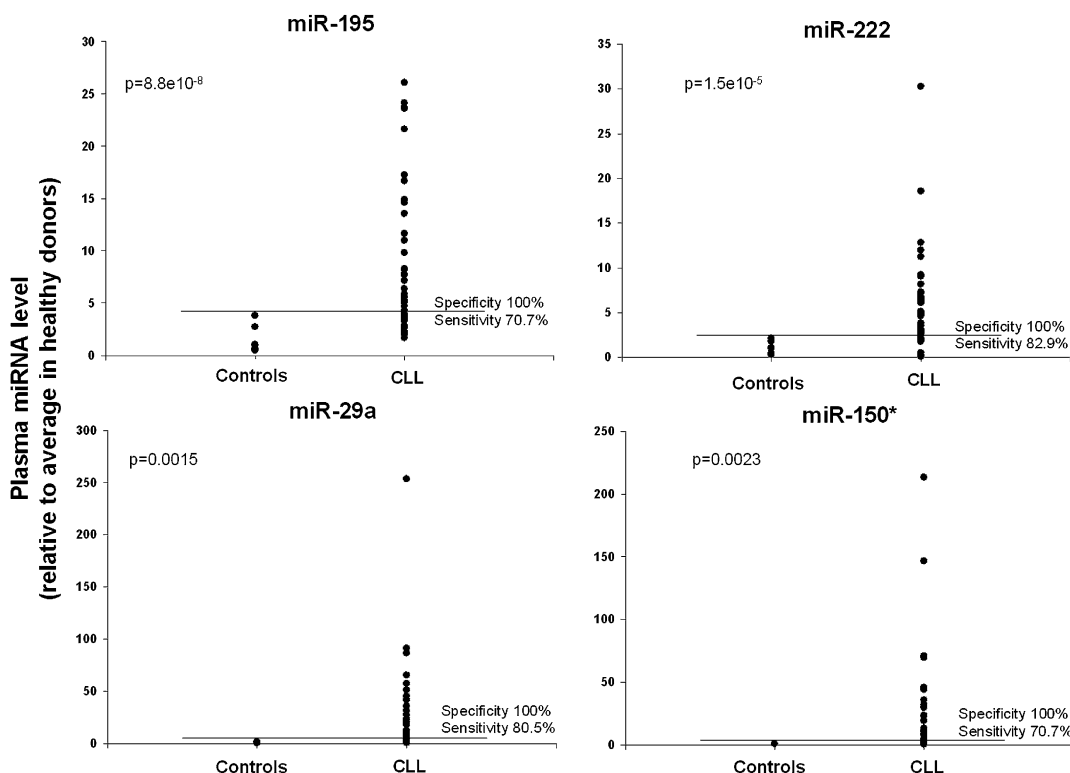 Plasma miRNA level
(relative to average in healthy donors)
miR-195
30
25
20
15
10
5
0
p=8.8e10-8
Specificity 100%
Sensitivity 70.7%
Controls
CLL
miR-222
35
30
25
20
15
10
5
0
p=1.5e10-5
Specificity 100%
Sensitivity 82.9%
Controls
CLL
miR-29a
300
250
200
150
100
50
0
p=0.0015
Specificity 100%
Sensitivity 80.5%
Controls
CLL
miR-150*
250
200
150
100
50
0
p=0.0023
Specificity 100%
Sensitivity 70.7%
Controls
CLL